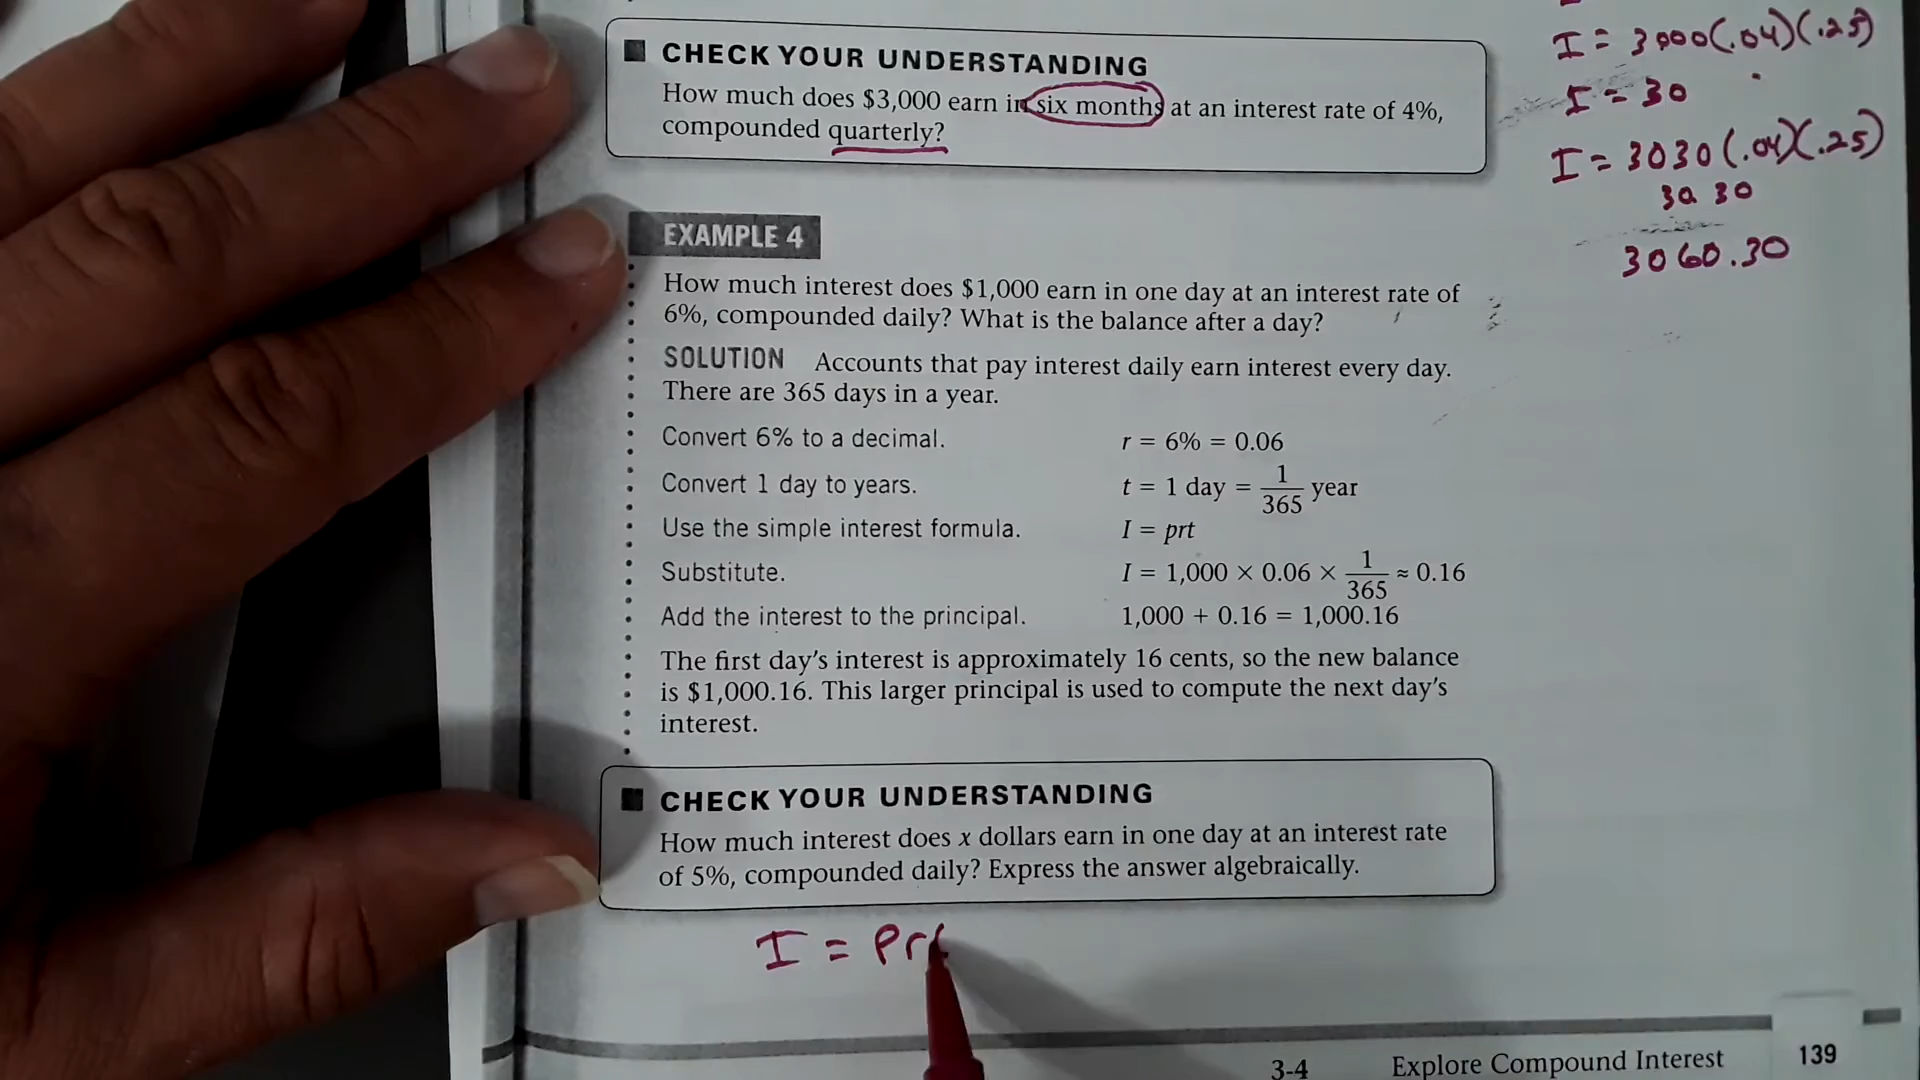 CHECK YOUR UNDERSTANDING
How much does $3,000 earn in six months at an interest rate of 4%,
compounded quarterly?
I = 3000(.04)(.25)
I = 30
I = 3030(.04)(.25)
30.30
3060.30
EXAMPLE 4
How much interest does $1,000 earn in one day at an interest rate of
6%, compounded daily? What is the balance after a day?
SOLUTION Accounts that pay interest daily earn interest every day.
There are 365 days in a year.
Convert 6% to a decimal. r = 6% = 0.06
Convert 1 day to years. t = 1 day = 1/365 year
Use the simple interest formula. I = prt
Substitute. I = 1,000 × 0.06 × 1/365 ≈ 0.16
Add the interest to the principal. 1,000 + 0.16 = 1,000.16
The first day's interest is approximately 16 cents, so the new balance
is $1,000.16. This larger principal is used to compute the next day's
interest.
CHECK YOUR UNDERSTANDING
How much interest does x dollars earn in one day at an interest rate
of 5%, compounded daily? Express the answer algebraically.
I = Pr
3-4 Explore Compound Interest 139